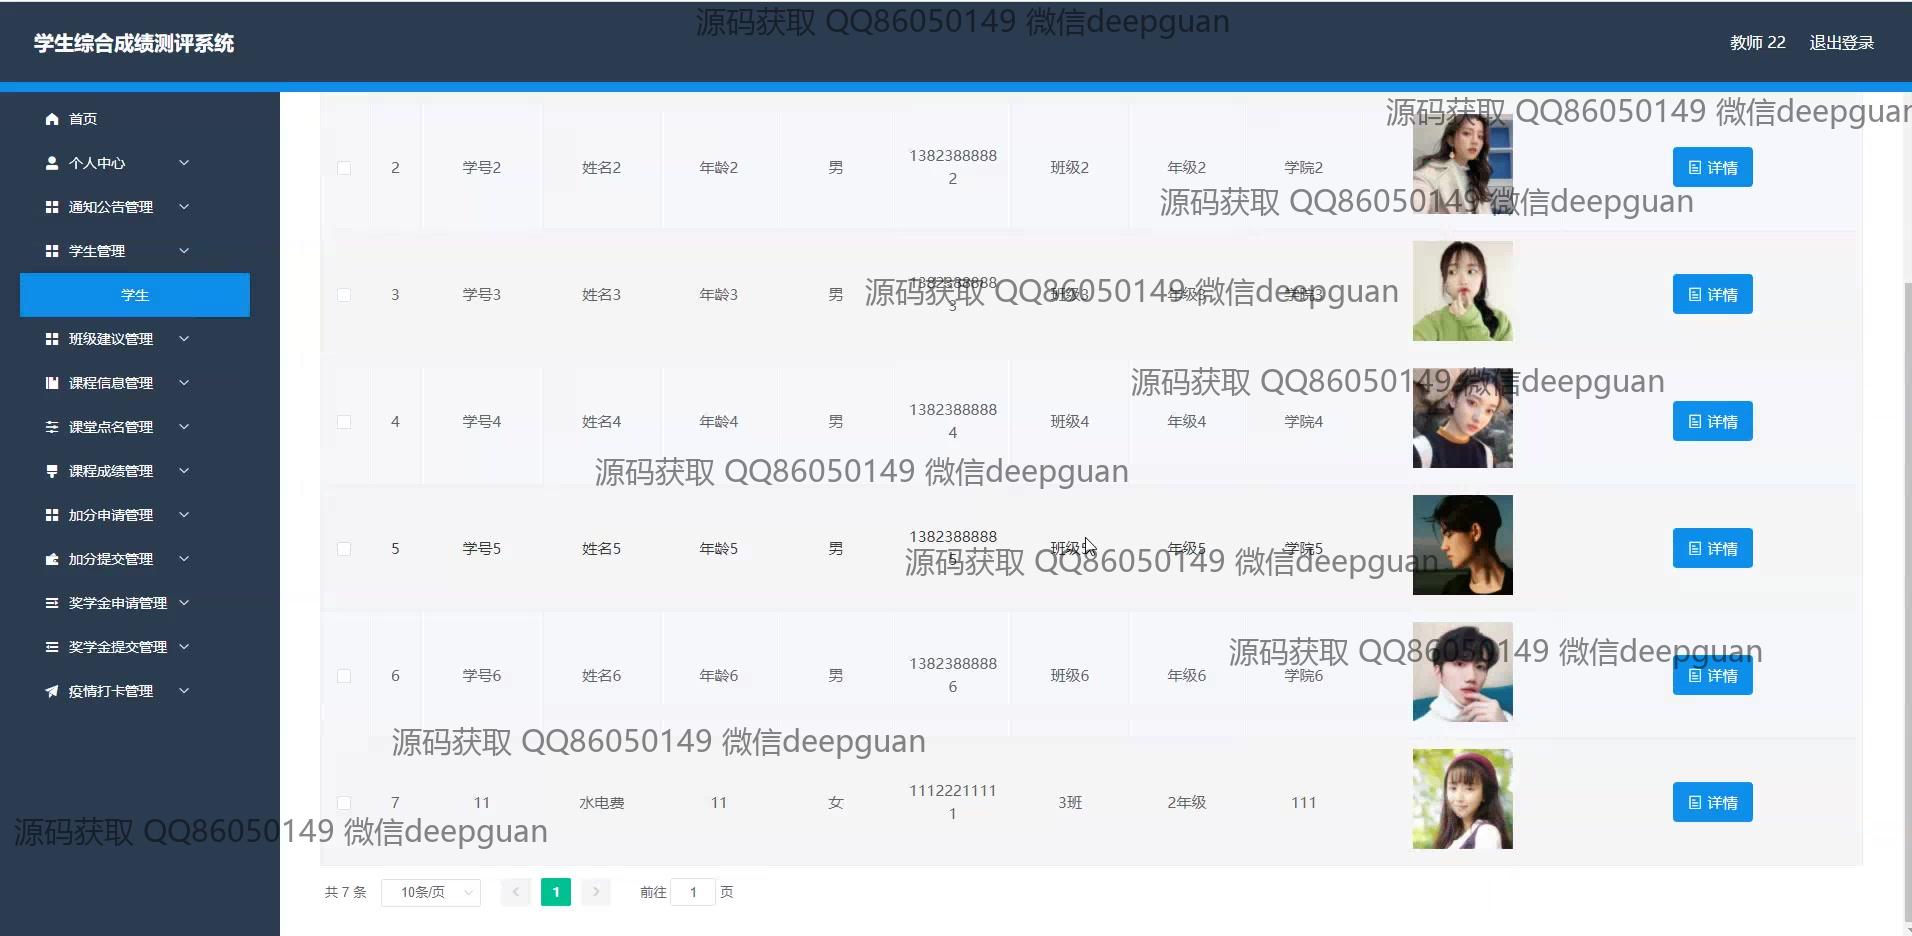 源码获取 QQ86050149 微信deepguan
学生综合成绩测评系统
教师 22 退出登录
首页
个人中心
通知公告管理
学生管理
学生
班级建议管理
课程信息管理
课堂点名管理
课程成绩管理
加分申请管理
加分提交管理
奖学金申请管理
奖学金提交管理
疫情打卡管理
源码获取 QQ86050149 微信deepguan
2 学号2 姓名2 年龄2 男 13823888882 班级2 年级2 学院2 详情
源码获取 QQ86050149 微信deepguan
3 学号3 姓名3 年龄3 男 13823888883 班级3 年级3 学院3 详情
源码获取 QQ86050149 微信deepguan
源码获取 QQ86050149 微信deepguan
4 学号4 姓名4 年龄4 男 13823888884 班级4 年级4 学院4 详情
源码获取 QQ86050149 微信deepguan
5 学号5 姓名5 年龄5 男 13823888885 班级5 年级5 学院5 详情
源码获取 QQ86050149 微信deepguan
源码获取 QQ86050149 微信deepguan
6 学号6 姓名6 年龄6 男 13823888886 班级6 年级6 学院6 详情
源码获取 QQ86050149 微信deepguan
7 11 水电费 11 女 11122211111 3班 2年级 111 详情
源码获取 QQ86050149 微信deepguan
共 7 条 10条/页 1 前往 1 页